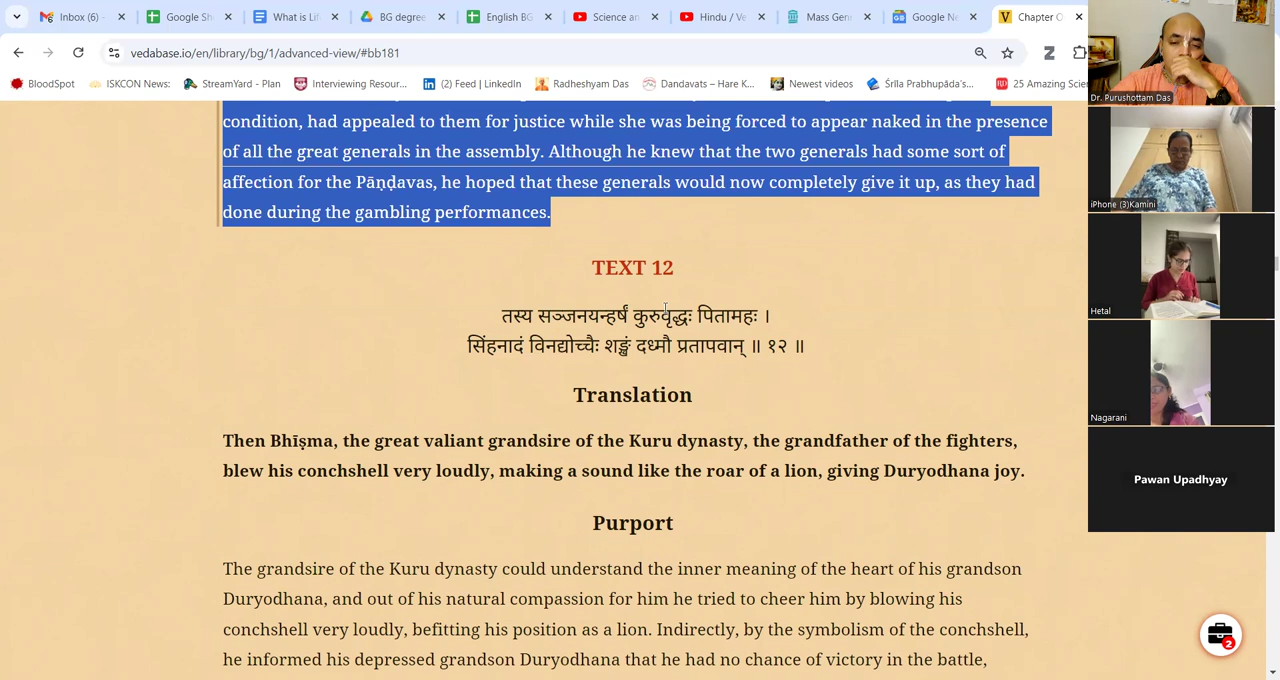 Inbox (6) -
Google Sh
What is Lif
BG degree
English BG
Science an
Hindu / Ve
Mass Gen
Google Ne
Chapter O
vedabase.io/en/library/bg/1/advanced-view/#bb181
BloodSpot
ISKCON News:
StreamYard - Plan
Interviewing Resour...
(2) Feed | LinkedIn
Radheshyam Das
Dandavats – Hare K...
Newest videos
Śrīla Prabhupāda's...
25 Amazing Scien
condition, had appealed to them for justice while she was being forced to appear naked in the presence
of all the great generals in the assembly. Although he knew that the two generals had some sort of
affection for the Pāṇḍavas, he hoped that these generals would now completely give it up, as they had
done during the gambling performances.
TEXT 12
तस्य सञ्जनयन्हर्षं कुरुवृद्धः पितामहः ।
सिंहनादं विनद्योच्चैः शङ्खं दध्मौ प्रतापवान् ॥ १२ ॥
Translation
Then Bhīṣma, the great valiant grandsire of the Kuru dynasty, the grandfather of the fighters,
blew his conchshell very loudly, making a sound like the roar of a lion, giving Duryodhana joy.
Purport
The grandsire of the Kuru dynasty could understand the inner meaning of the heart of his grandson
Duryodhana, and out of his natural compassion for him he tried to cheer him by blowing his
conchshell very loudly, befitting his position as a lion. Indirectly, by the symbolism of the conchshell,
he informed his depressed grandson Duryodhana that he had no chance of victory in the battle,
Dr. Purushottam Das
iPhone (3)Kamini
Hetal
Nagarani
Pawan Upadhyay
2